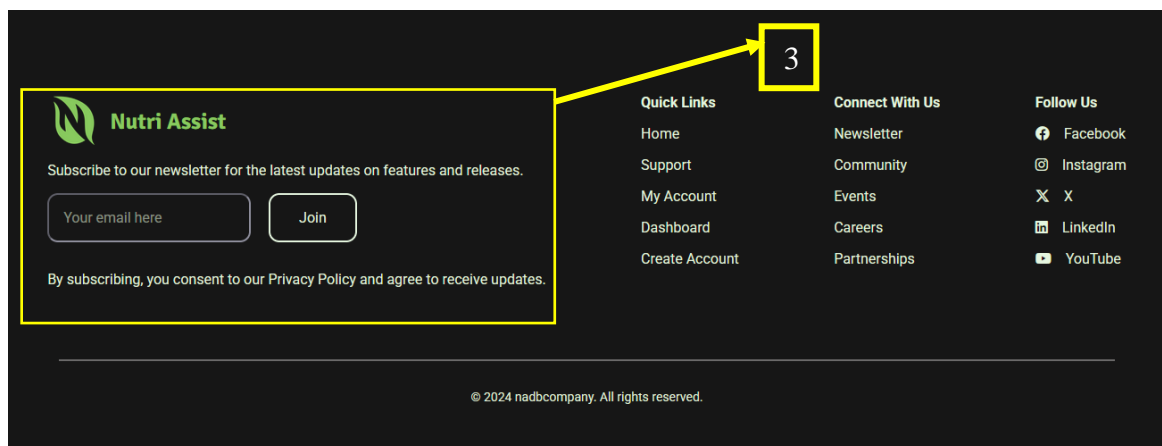 3
Nutri Assist
Subscribe to our newsletter for the latest updates on features and releases.
Your email here
Join
By subscribing, you consent to our Privacy Policy and agree to receive updates.
Quick Links
Home
Support
My Account
Dashboard
Create Account
Connect With Us
Newsletter
Community
Events
Careers
Partnerships
Follow Us
Facebook
Instagram
X
LinkedIn
YouTube
© 2024 nadbcompany. All rights reserved.